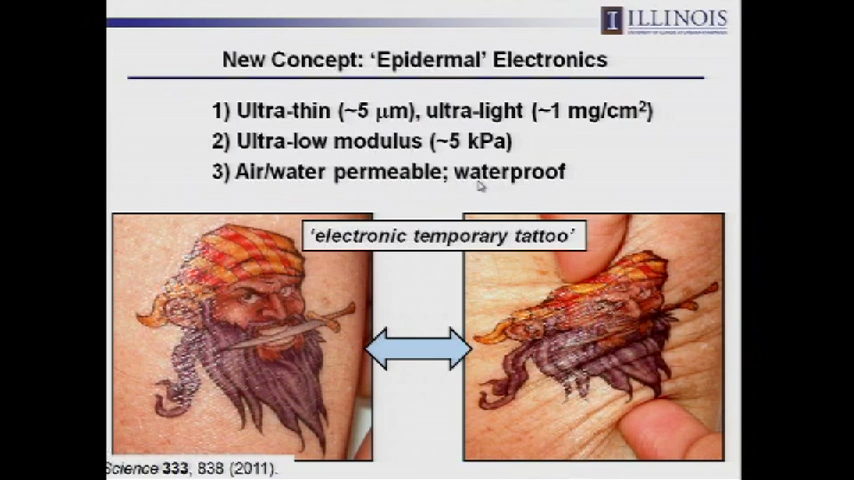 I ILLINOIS
New Concept: ‘Epidermal’ Electronics
1) Ultra-thin (~5 μm), ultra-light (~1 mg/cm²)
2) Ultra-low modulus (~5 kPa)
3) Air/water permeable; waterproof
‘electronic temporary tattoo’
Science 333, 838 (2011).